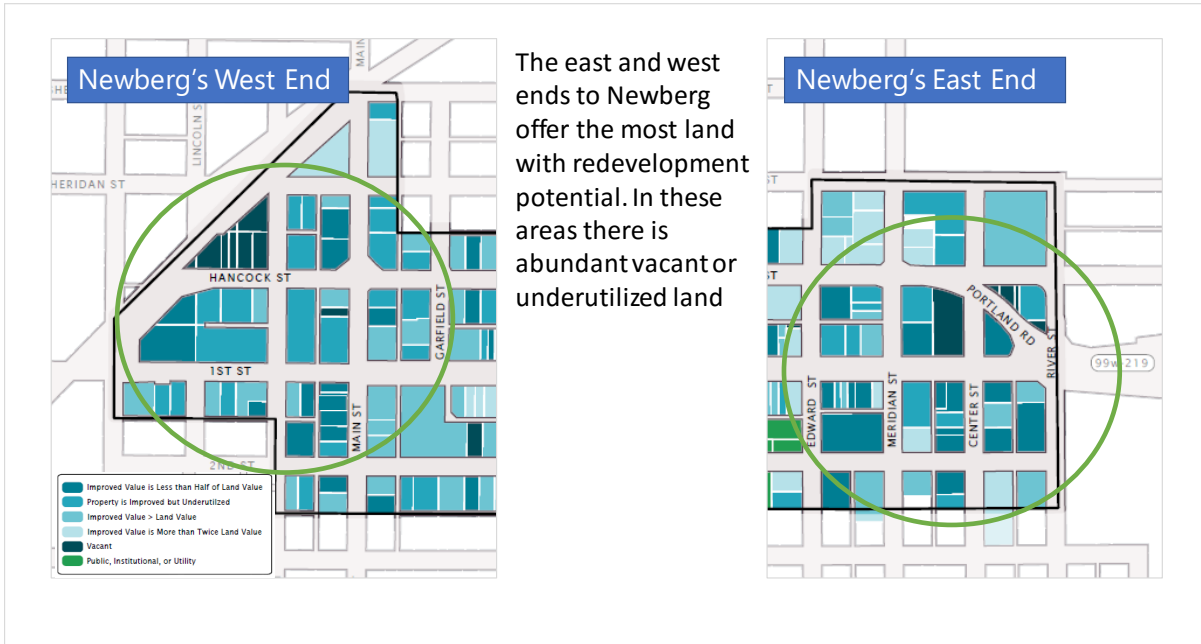 Newberg's West End
MAIN
LINCOLN S
HERIDAN ST
HANCOCK ST
GARFIELD ST
1ST ST
MAIN ST
2ND ST
Improved Value is Less than Half of Land Value
Property is Improved but Underutilzed
Improved Value > Land Value
Improved Value is More than Twice Land Value
Vacant
Public, Institutional, or Utility
The east and west
ends to Newberg
offer the most land
with redevelopment
potential. In these
areas there is
abundant vacant or
underutilized land
Newberg's East End
ST
ST
PORTLAND RD
RIVER ST
99w-219
EDWARD ST
MERIDIAN ST
CENTER ST